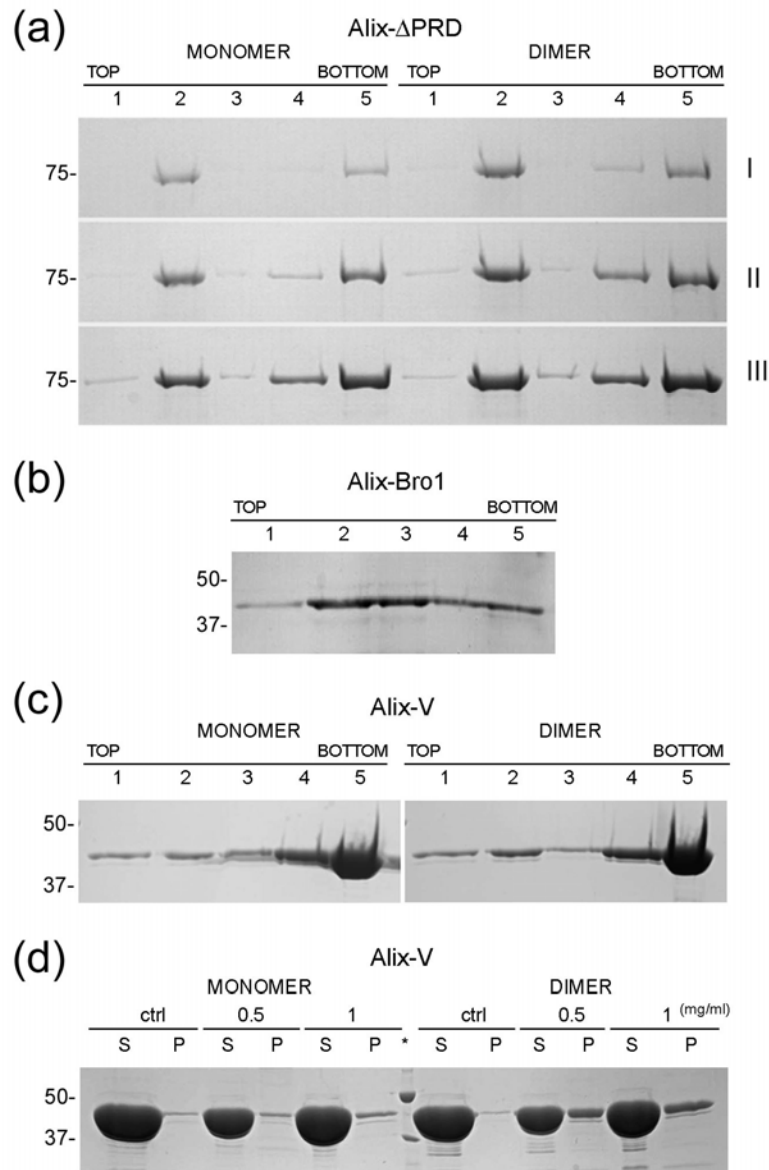 (a)
Alix-ΔPRD
MONOMER DIMER
TOP BOTTOM TOP BOTTOM
1 2 3 4 5 1 2 3 4 5
75- I
75- II
75- III
(b)
Alix-Bro1
TOP BOTTOM
1 2 3 4 5
50-
37-
(c)
Alix-V
MONOMER DIMER
TOP BOTTOM TOP BOTTOM
1 2 3 4 5 1 2 3 4 5
50-
37-
(d)
Alix-V
MONOMER DIMER
ctrl 0.5 1 ctrl 0.5 1 (mg/ml)
S P S P S P * S P S P S P
50-
37-